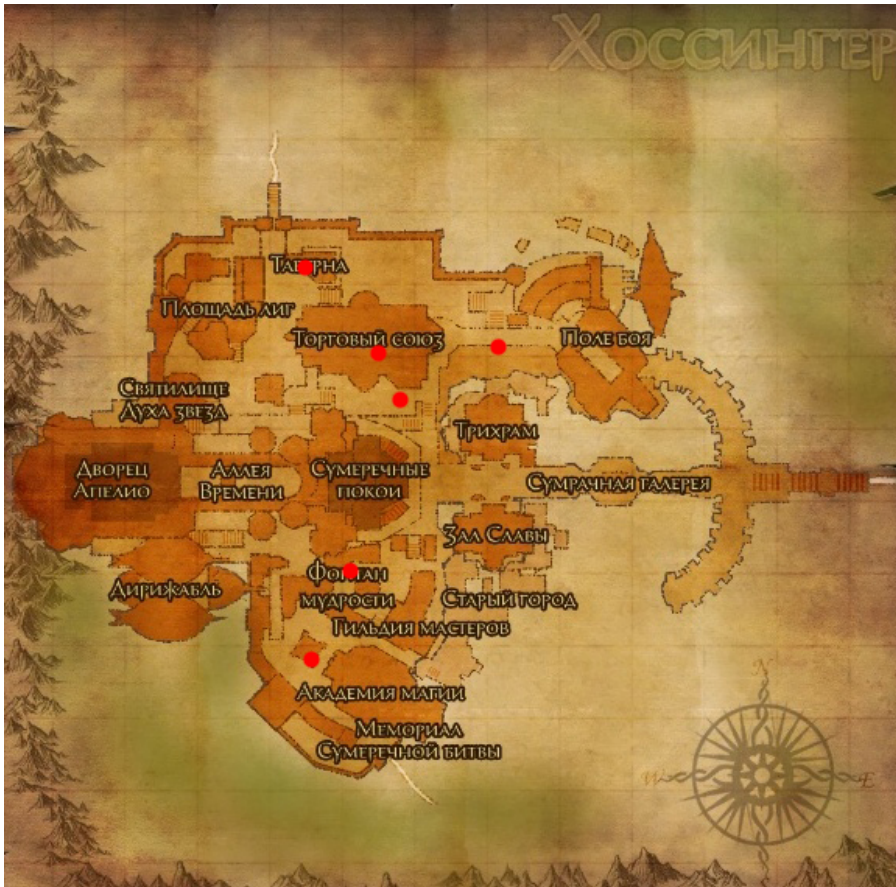 Хоссингер
Таверна
Площадь лиг
Торговый союз
Поле боя
Святилище
Духа звезд
Трихрам
Дворец
Апелио
Аллея
Времени
Сумеречные
покои
Сумрачная галерея
Зал Славы
Фонтан
мудрости
Дирижабль
Старый город
Гильдия мастеров
N
Академия магии
Мемориал
Сумеречной битвы
W
E